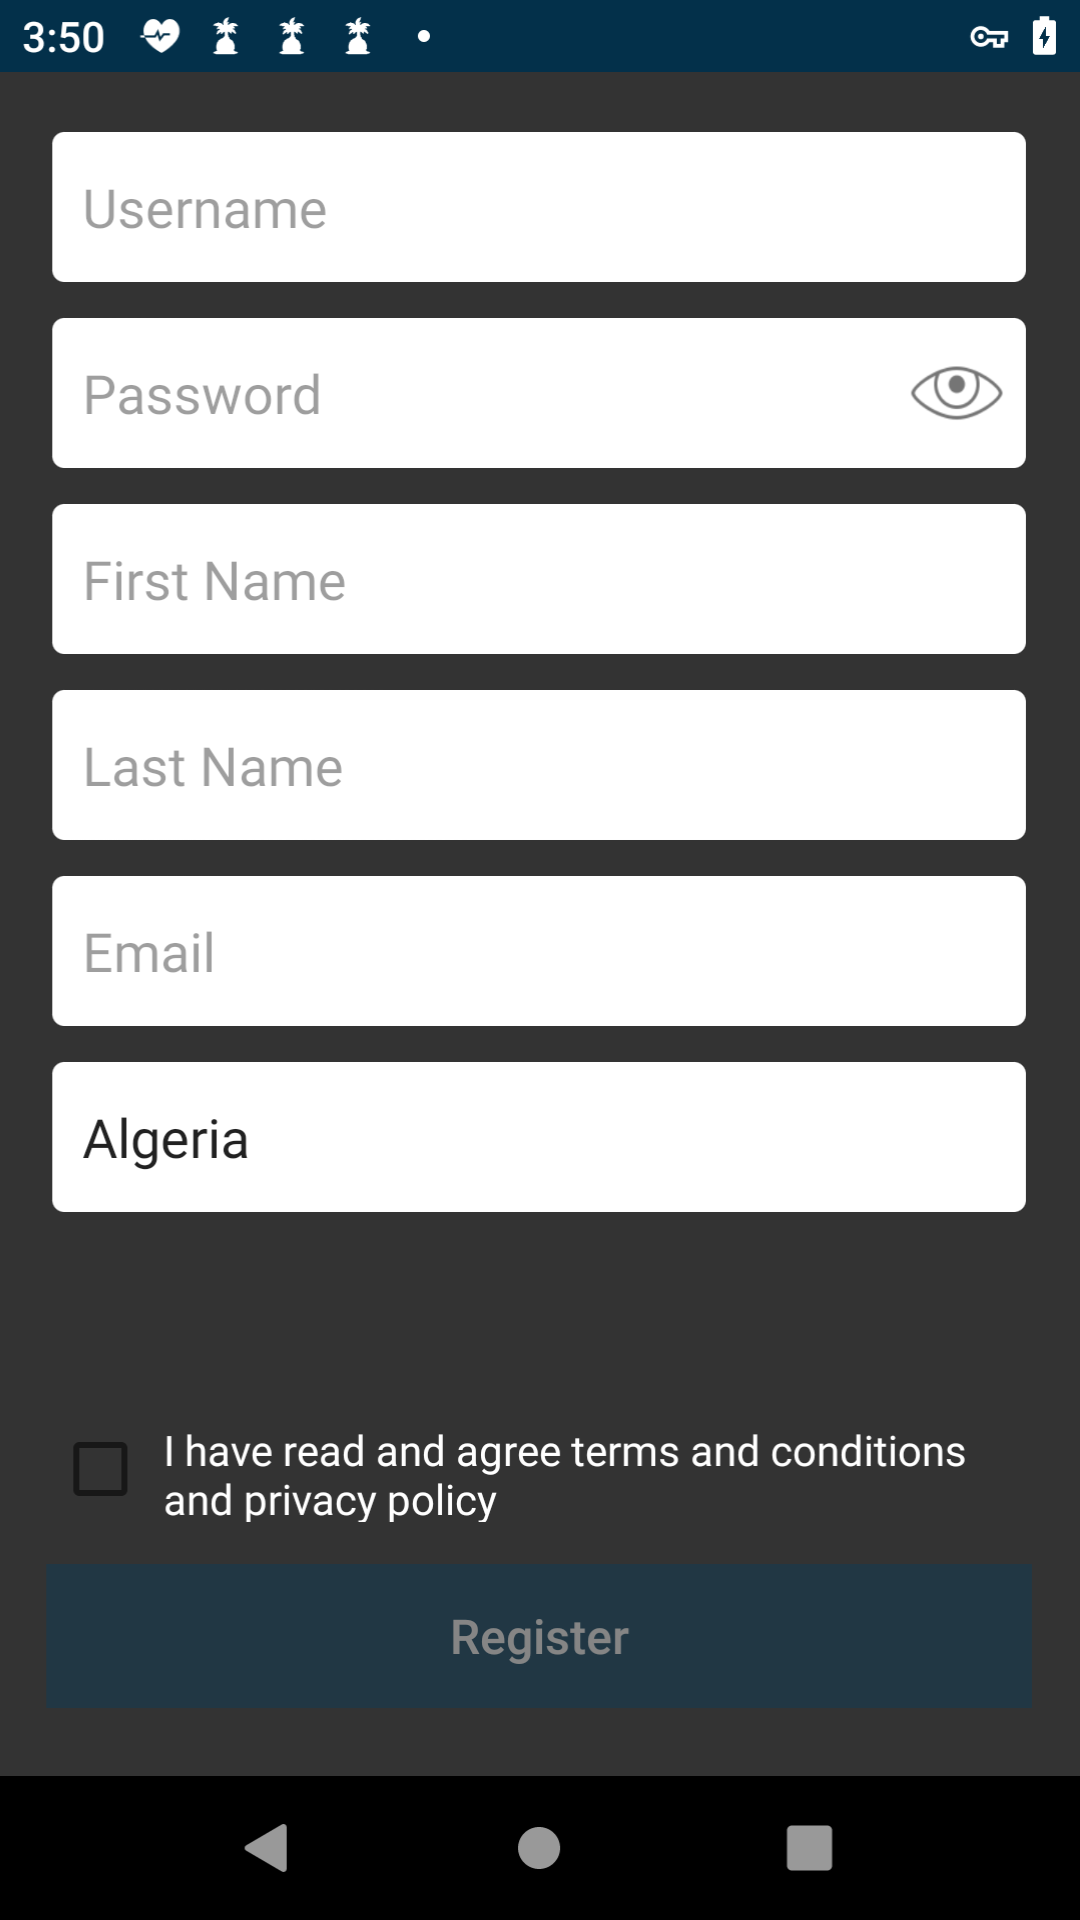 3:50
Username
Password
First Name
Last Name
Email
Algeria
I have read and agree terms and conditions
and privacy policy
Register